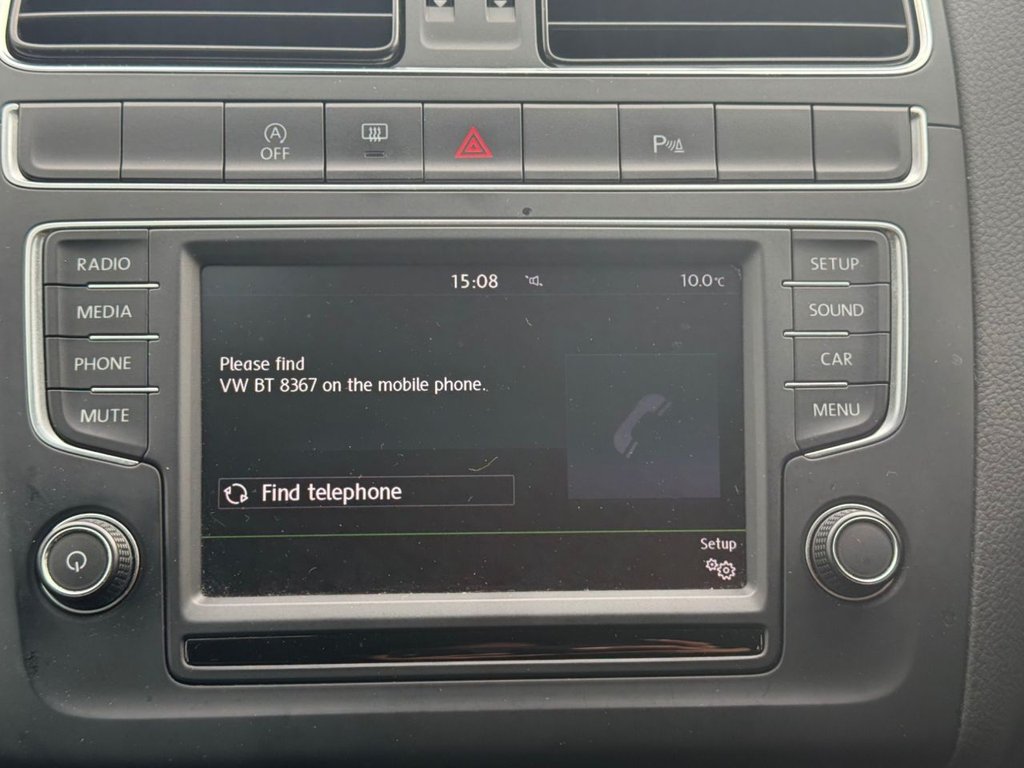 A
OFF
P
RADIO
MEDIA
PHONE
MUTE
15:08
10.0°C
Please find
VW BT 8367 on the mobile phone.
Find telephone
Setup
SETUP
SOUND
CAR
MENU